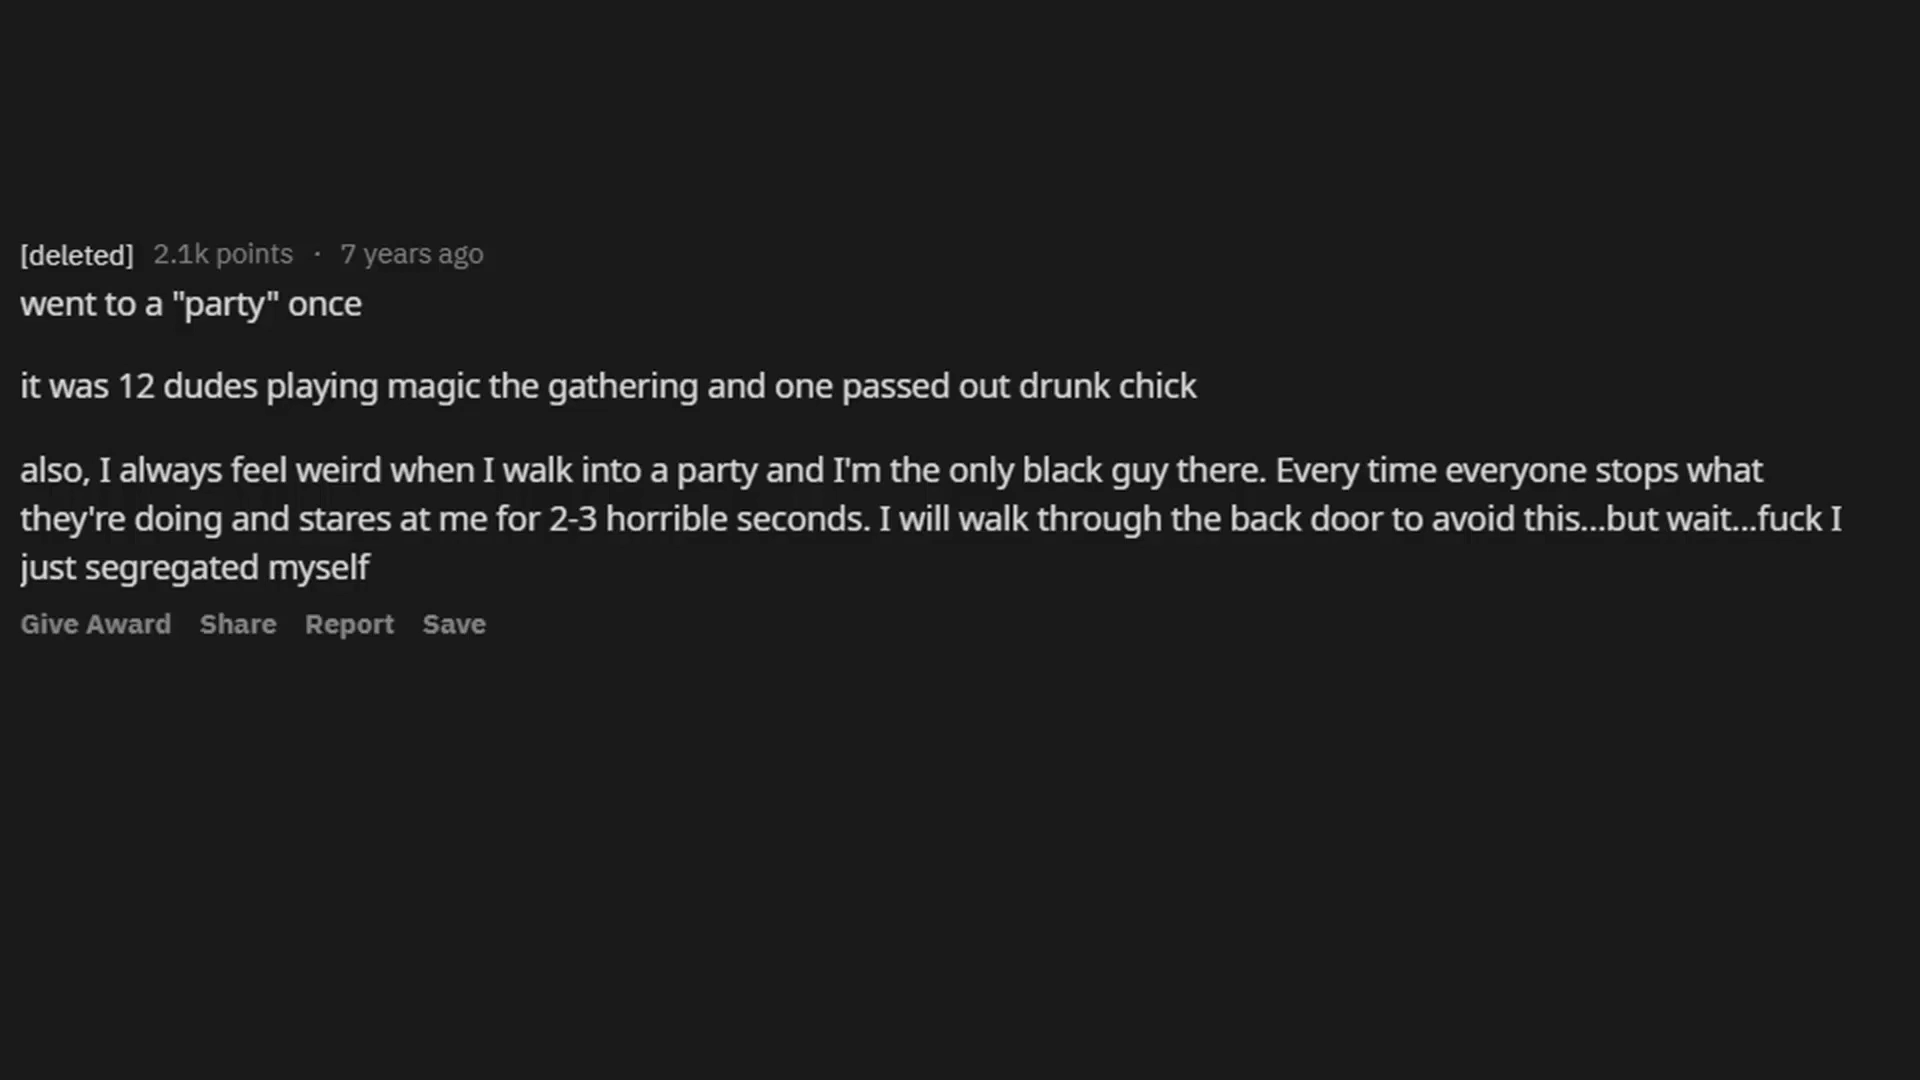 [deleted] 2.1k points · 7 years ago
went to a "party" once
it was 12 dudes playing magic the gathering and one passed out drunk chick
also, I always feel weird when I walk into a party and I'm the only black guy there. Every time everyone stops what
they're doing and stares at me for 2-3 horrible seconds. I will walk through the back door to avoid this...but wait...fuck I
just segregated myself
Give Award Share Report Save